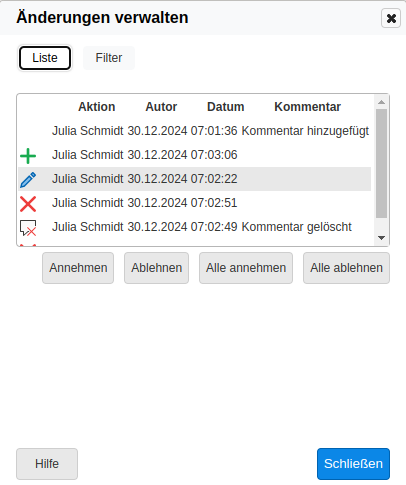 Änderungen verwalten
Liste Filter
Aktion Autor Datum Kommentar
Julia Schmidt 30.12.2024 07:01:36 Kommentar hinzugefügt
Julia Schmidt 30.12.2024 07:03:06
Julia Schmidt 30.12.2024 07:02:22
Julia Schmidt 30.12.2024 07:02:51
Julia Schmidt 30.12.2024 07:02:49 Kommentar gelöscht
Annehmen Ablehnen Alle annehmen Alle ablehnen
Hilfe Schließen